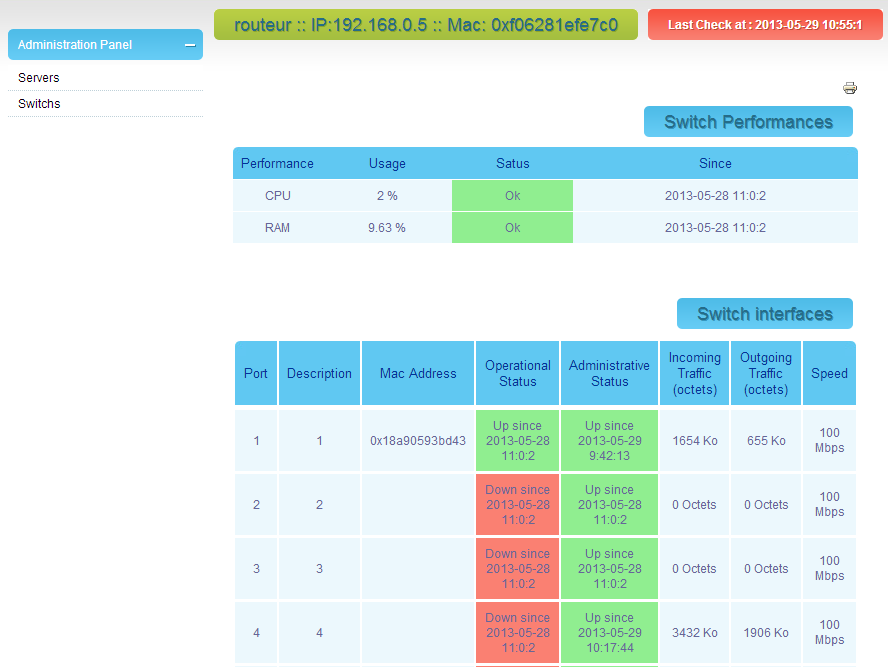 routeur :: IP:192.168.0.5 :: Mac: 0xf06281efe7c0
Last Check at : 2013-05-29 10:55:1
Administration Panel
Servers
Switchs
Switch Performances
Performance Usage Satus Since
CPU 2 % Ok 2013-05-28 11:0:2
RAM 9.63 % Ok 2013-05-28 11:0:2
Switch interfaces
Port
Description
Mac Address
Operational
Status
Administrative
Status
Incoming
Traffic
(octets)
Outgoing
Traffic
(octets)
Speed
1
1
0x18a90593bd43
Up since
2013-05-28
11:0:2
Up since
2013-05-29
9:42:13
1654 Ko
655 Ko
100
Mbps
2
2
Down since
2013-05-28
11:0:2
Up since
2013-05-28
11:0:2
0 Octets
0 Octets
100
Mbps
3
3
Down since
2013-05-28
11:0:2
Up since
2013-05-28
11:0:2
0 Octets
0 Octets
100
Mbps
4
4
Down since
2013-05-28
11:0:2
Up since
2013-05-29
10:17:44
3432 Ko
1906 Ko
100
Mbps